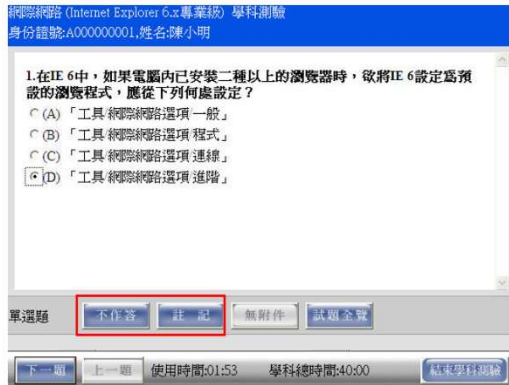 網際網路 (Internet Explorer 6.x專業級) 學科測驗
身份證號:A000000001,姓名:陳小明
1.在IE 6中，如果電腦內已安裝二種以上的瀏覽器時，欲將IE 6設定為預
設的瀏覽程式，應從下列何處設定？
(A) 「工具/網際網路選項/一般」
(B) 「工具/網際網路選項/程式」
(C) 「工具/網際網路選項/連線」
(D) 「工具/網際網路選項/進階」
單選題 不作答 註 記 無附件 試題全覽
下一題 上一題 使用時間:01:53 學科總時間:40:00 結束學科測驗